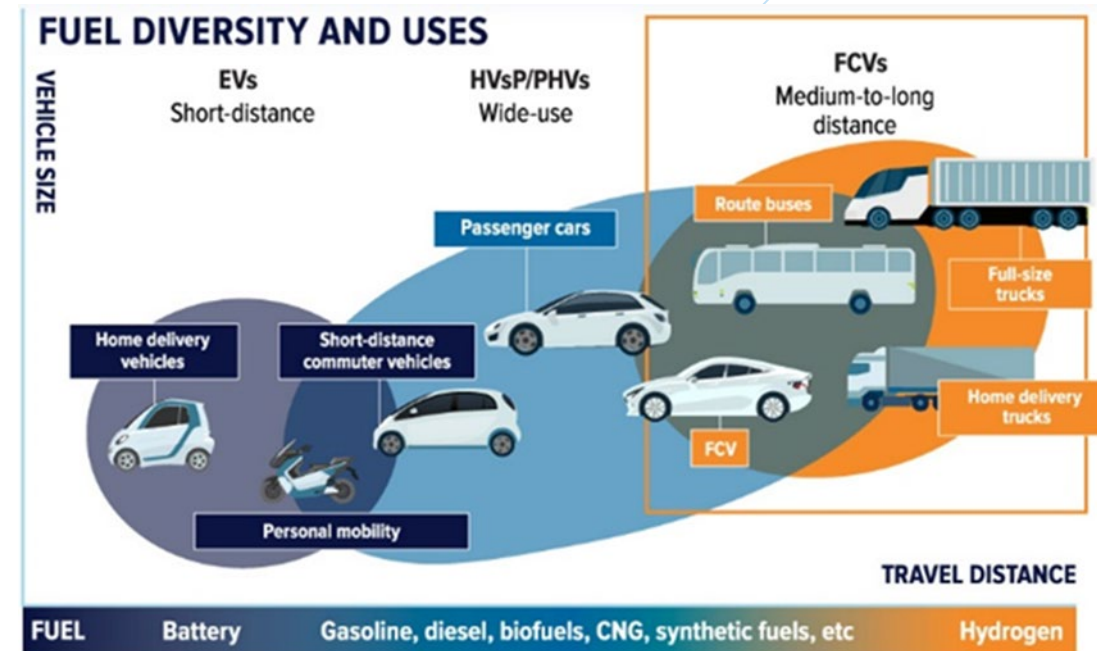 FUEL DIVERSITY AND USES
VEHICLE SIZE
EVs
Short-distance
HVsP/PHVs
Wide-use
FCVs
Medium-to-long
distance
Passenger cars
Route buses
Full-size
trucks
Home delivery
vehicles
Short-distance
commuter vehicles
Home delivery
trucks
FCV
Personal mobility
TRAVEL DISTANCE
FUEL
Battery
Gasoline, diesel, biofuels, CNG, synthetic fuels, etc
Hydrogen